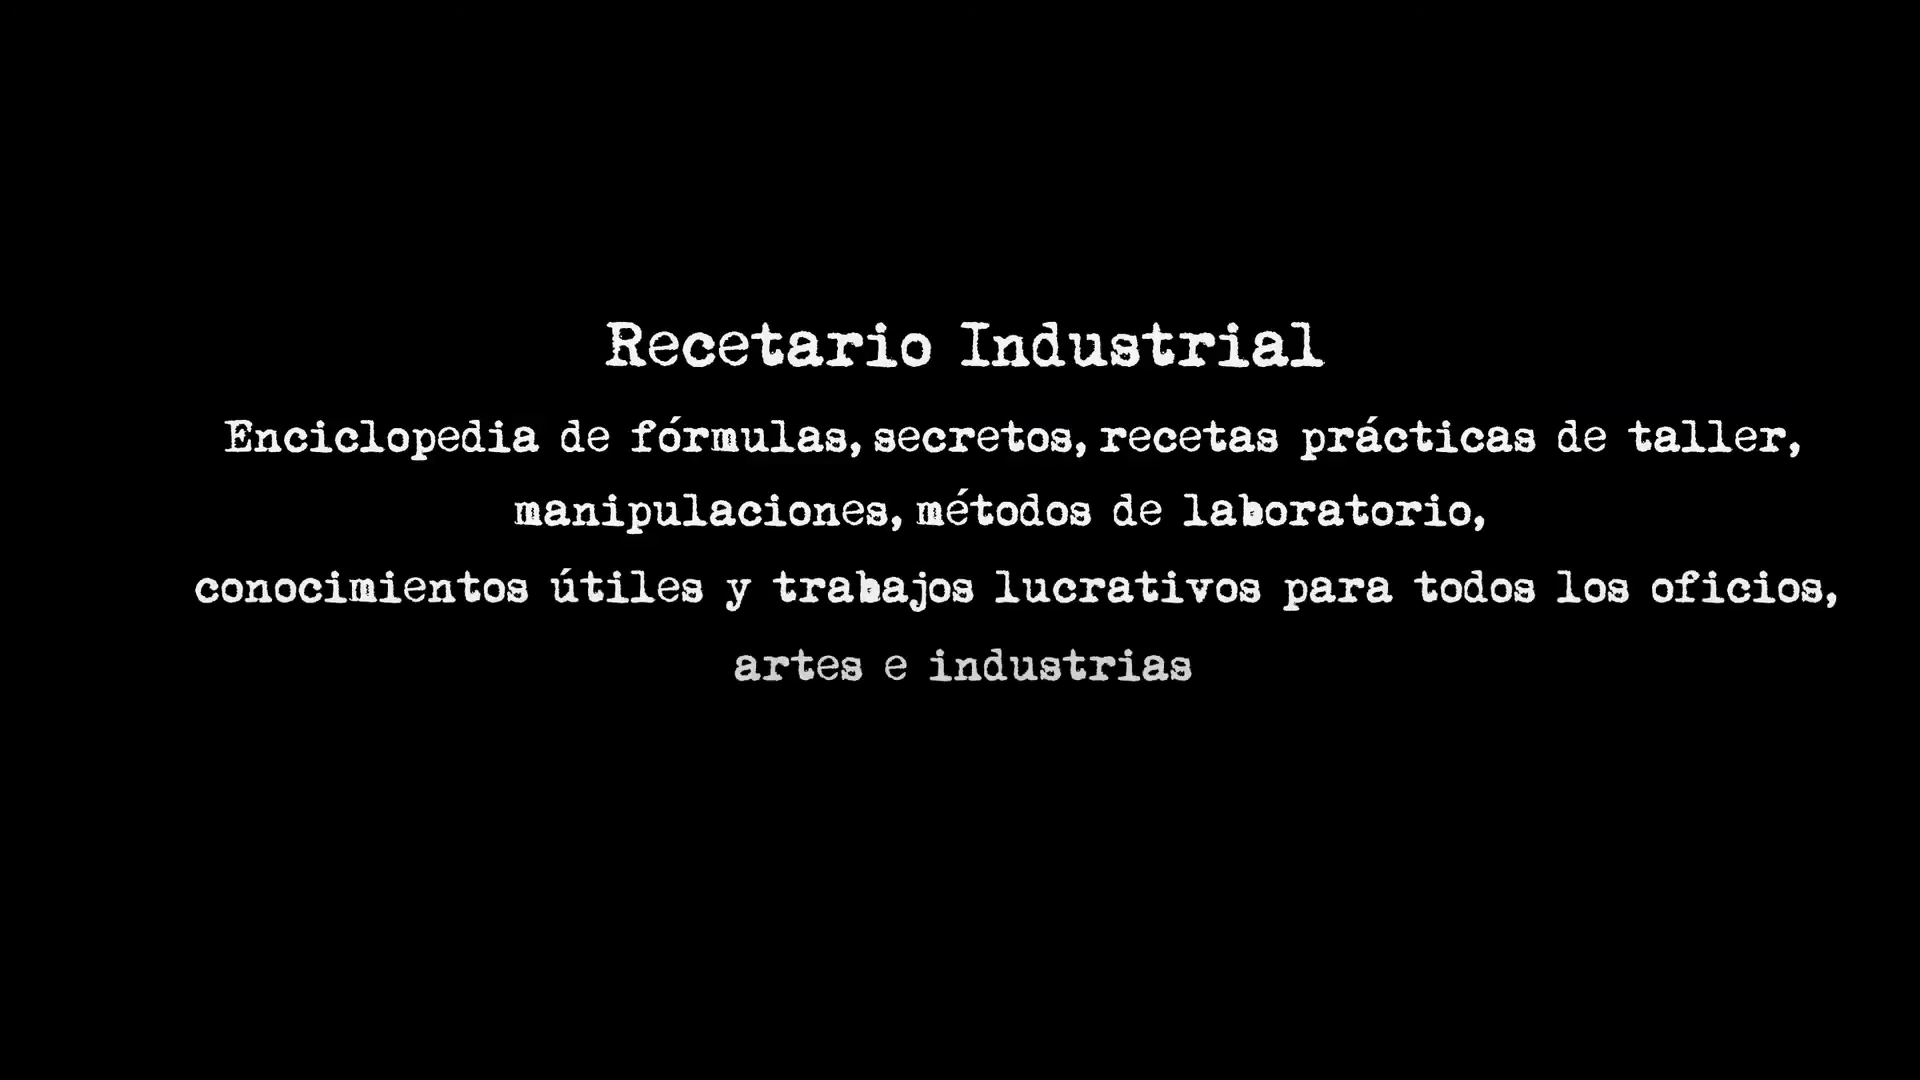 Recetario Industrial
Enciclopedia de fórmulas, secretos, recetas prácticas de taller,
manipulaciones, métodos de laboratorio,
conocimientos útiles y trabajos lucrativos para todos los oficios,
artes e industrias